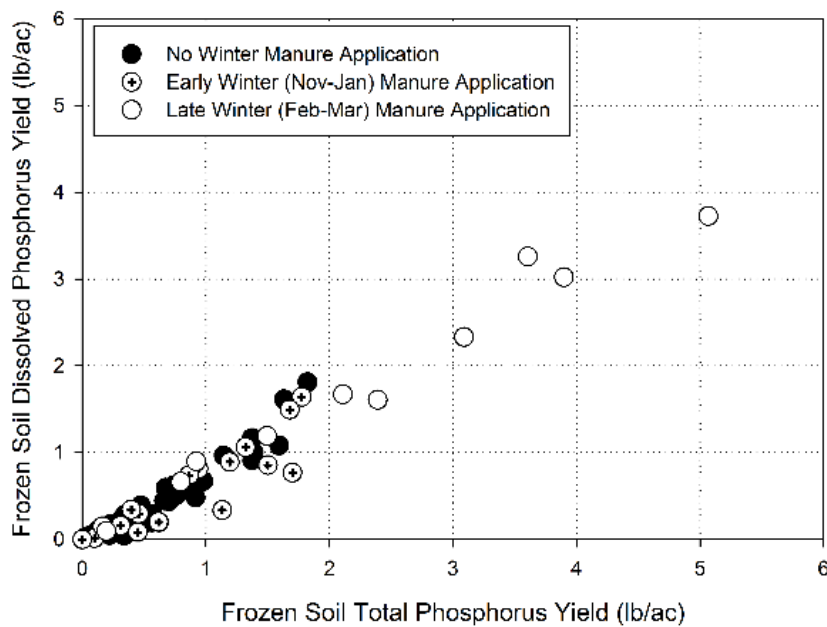 6
5
4
3
2
1
0
Frozen Soil Dissolved Phosphorus Yield (lb/ac)
No Winter Manure Application
Early Winter (Nov-Jan) Manure Application
Late Winter (Feb-Mar) Manure Application
0 1 2 3 4 5 6
Frozen Soil Total Phosphorus Yield (lb/ac)